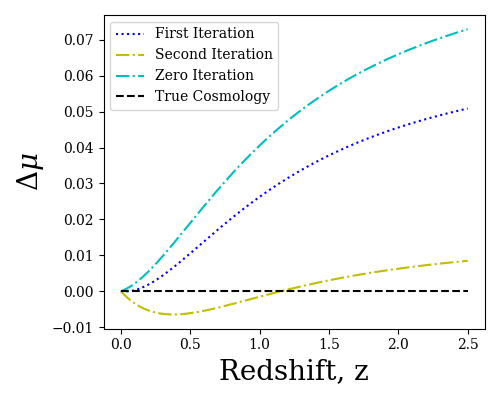 First Iteration
Second Iteration
Zero Iteration
True Cosmology
0.07
0.06
0.05
0.04
0.03
0.02
0.01
0.00
−0.01
Δμ
0.0 0.5 1.0 1.5 2.0 2.5
Redshift, z